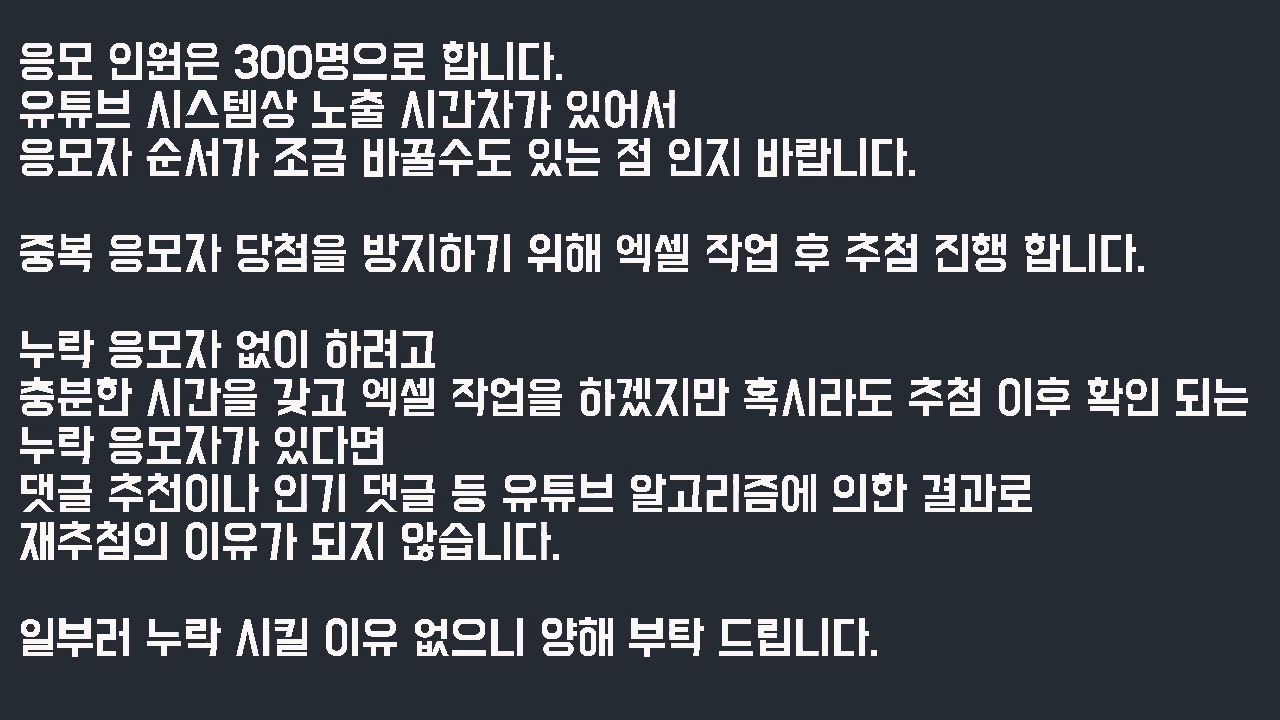 응모 인원은 300명으로 합니다.
유튜브 시스템상 노출 시간차가 있어서
응모자 순서가 조금 바꿀수도 있는 점 인지 바랍니다.
중복 응모자 당첨을 방지하기 위해 엑셀 작업 후 추첨 진행 합니다.
누락 응모자 없이 하려고
충분한 시간을 갖고 엑셀 작업을 하겠지만 혹시라도 추첨 이후 확인 되는
누락 응모자가 있다면
댓글 추천이나 인기 댓글 등 유튜브 알고리즘에 의한 결과로
재추첨의 이유가 되지 않습니다.
일부러 누락 시킬 이유 없으니 양해 부탁 드립니다.